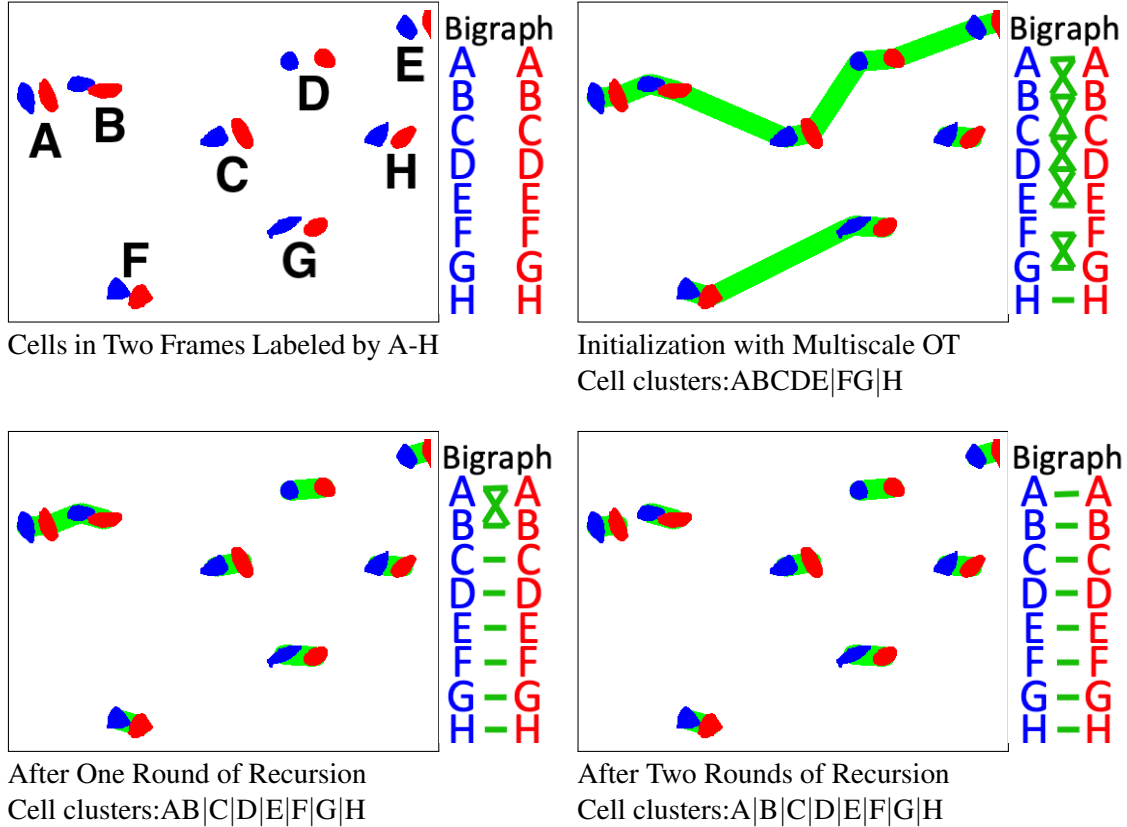 Bigraph
A A
B B
C C
D D
E E
F F
G G
H H
A
B
C
D
E
F
G
H
Cells in Two Frames Labeled by A-H
Bigraph
A A
B B
C C
D D
E E
F F
G G
H H
Initialization with Multiscale OT
Cell clusters:ABCDE|FG|H
Bigraph
A A
B B
C C
D D
E E
F F
G G
H H
After One Round of Recursion
Cell clusters:AB|C|D|E|F|G|H
Bigraph
A A
B B
C C
D D
E E
F F
G G
H H
After Two Rounds of Recursion
Cell clusters:A|B|C|D|E|F|G|H